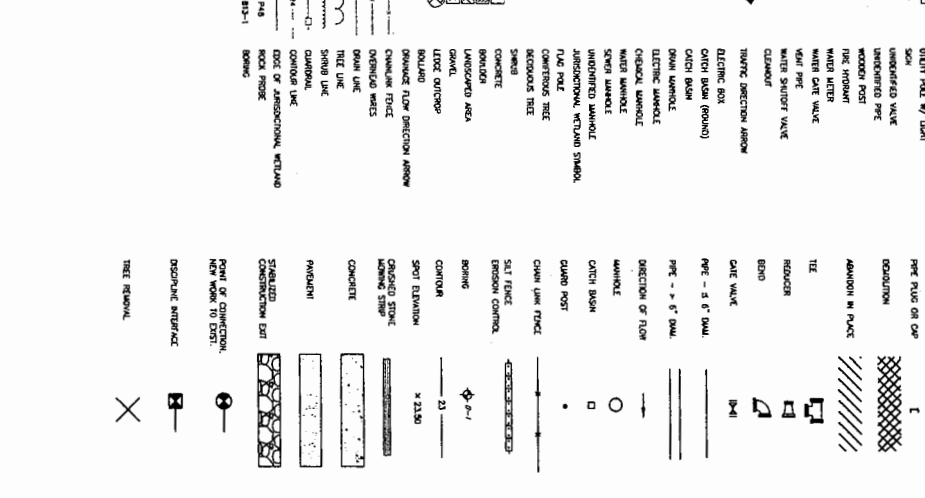 UTILITY POLE W/ LIGHT
SIGN
UNIDENTIFIED VALVE
UNIDENTIFIED PIPE
WOODEN POST
FIRE HYDRANT
WATER METER
WATER GATE VALVE
VENT PIPE
WATER SHUTOFF VALVE
CLEANOUT
TRAFFIC DIRECTION ARROW
ELECTRIC BOX
CATCH BASIN (ROUND)
CATCH BASIN
DRAIN MANHOLE
ELECTRIC MANHOLE
CHEMICAL MANHOLE
WATER MANHOLE
SEWER MANHOLE
UNIDENTIFIED MANHOLE
JURISDICTIONAL WETLAND SYMBOL
FLAG POLE
CONIFEROUS TREE
DECIDUOUS TREE
SHRUB
CONCRETE
BOULDER
LANDSCAPED AREA
GRAVEL
LEDGE OUTCROP
BOLLARD
DRAINAGE FLOW DIRECTION ARROW
CHAINLINK FENCE
OVERHEAD WIRES
DRAIN LINE
TREE LINE
SHRUB LINE
GUARDRAIL
24 CONTOUR LINE
EDGE OF JURISDICTIONAL WETLAND
P48 ROCK PROBE
B13-1 BORING
PIPE PLUG OR CAP
DEMOLITION
ABANDON IN PLACE
TEE
REDUCER
BEND
GATE VALVE
PIPE - ≤ 6" DIAM.
PIPE - > 6" DIAM.
DIRECTION OF FLOW
MANHOLE
CATCH BASIN
GUARD POST
CHAIN LINK FENCE
SILT FENCE
EROSION CONTROL
BORING B-1
CONTOUR 23
SPOT ELEVATION × 23.50
CRUSHED STONE
MOWING STRIP
CONCRETE
PAVEMENT
STABILIZED
CONSTRUCTION EXIT
POINT OF CONNECTION,
NEW WORK TO EXIST.
DISCIPLINE INTERFACE
TREE REMOVAL